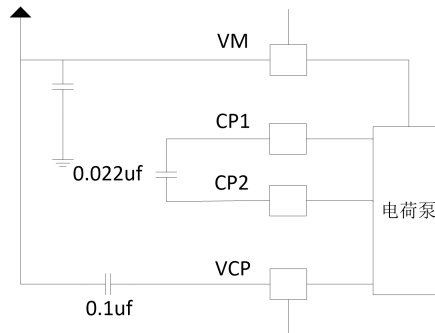 VM
CP1
0.022uf
CP2
电荷泵
VCP
0.1uf